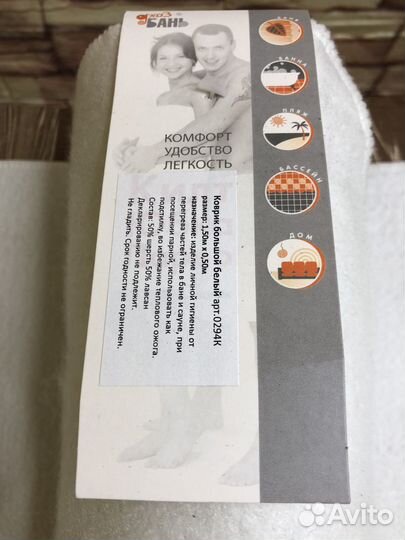 БАНЬ
КОМФОРТ
УДОБСТВО
ЛЕГКОСТЬ
БАНЯ
ВАННА
ПЛЯЖ
БАССЕЙН
ДОМ
Коврик большой белый арт.0294К
размер: 1,50м х 0,50м
назначение: изделие личной гигиены от
перегрева частей тела в бане и сауне, при
посещении парной, использовать как
подстилку, во избежание теплового ожога.
Состав: 50% шерсть 50% лавсан
Декларированию не подлежит.
Не гладить. Срок годности не ограничен.
Avito